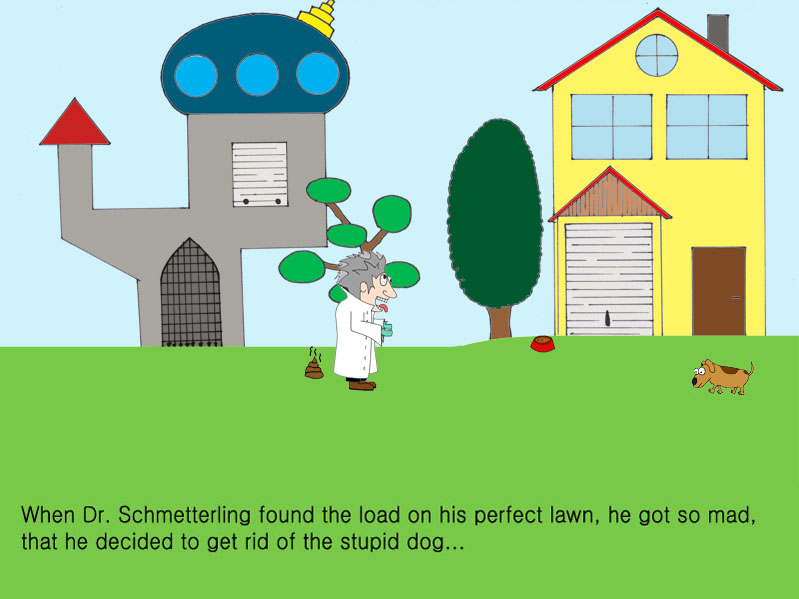 When Dr. Schmetterling found the load on his perfect lawn, he got so mad,
that he decided to get rid of the stupid dog...